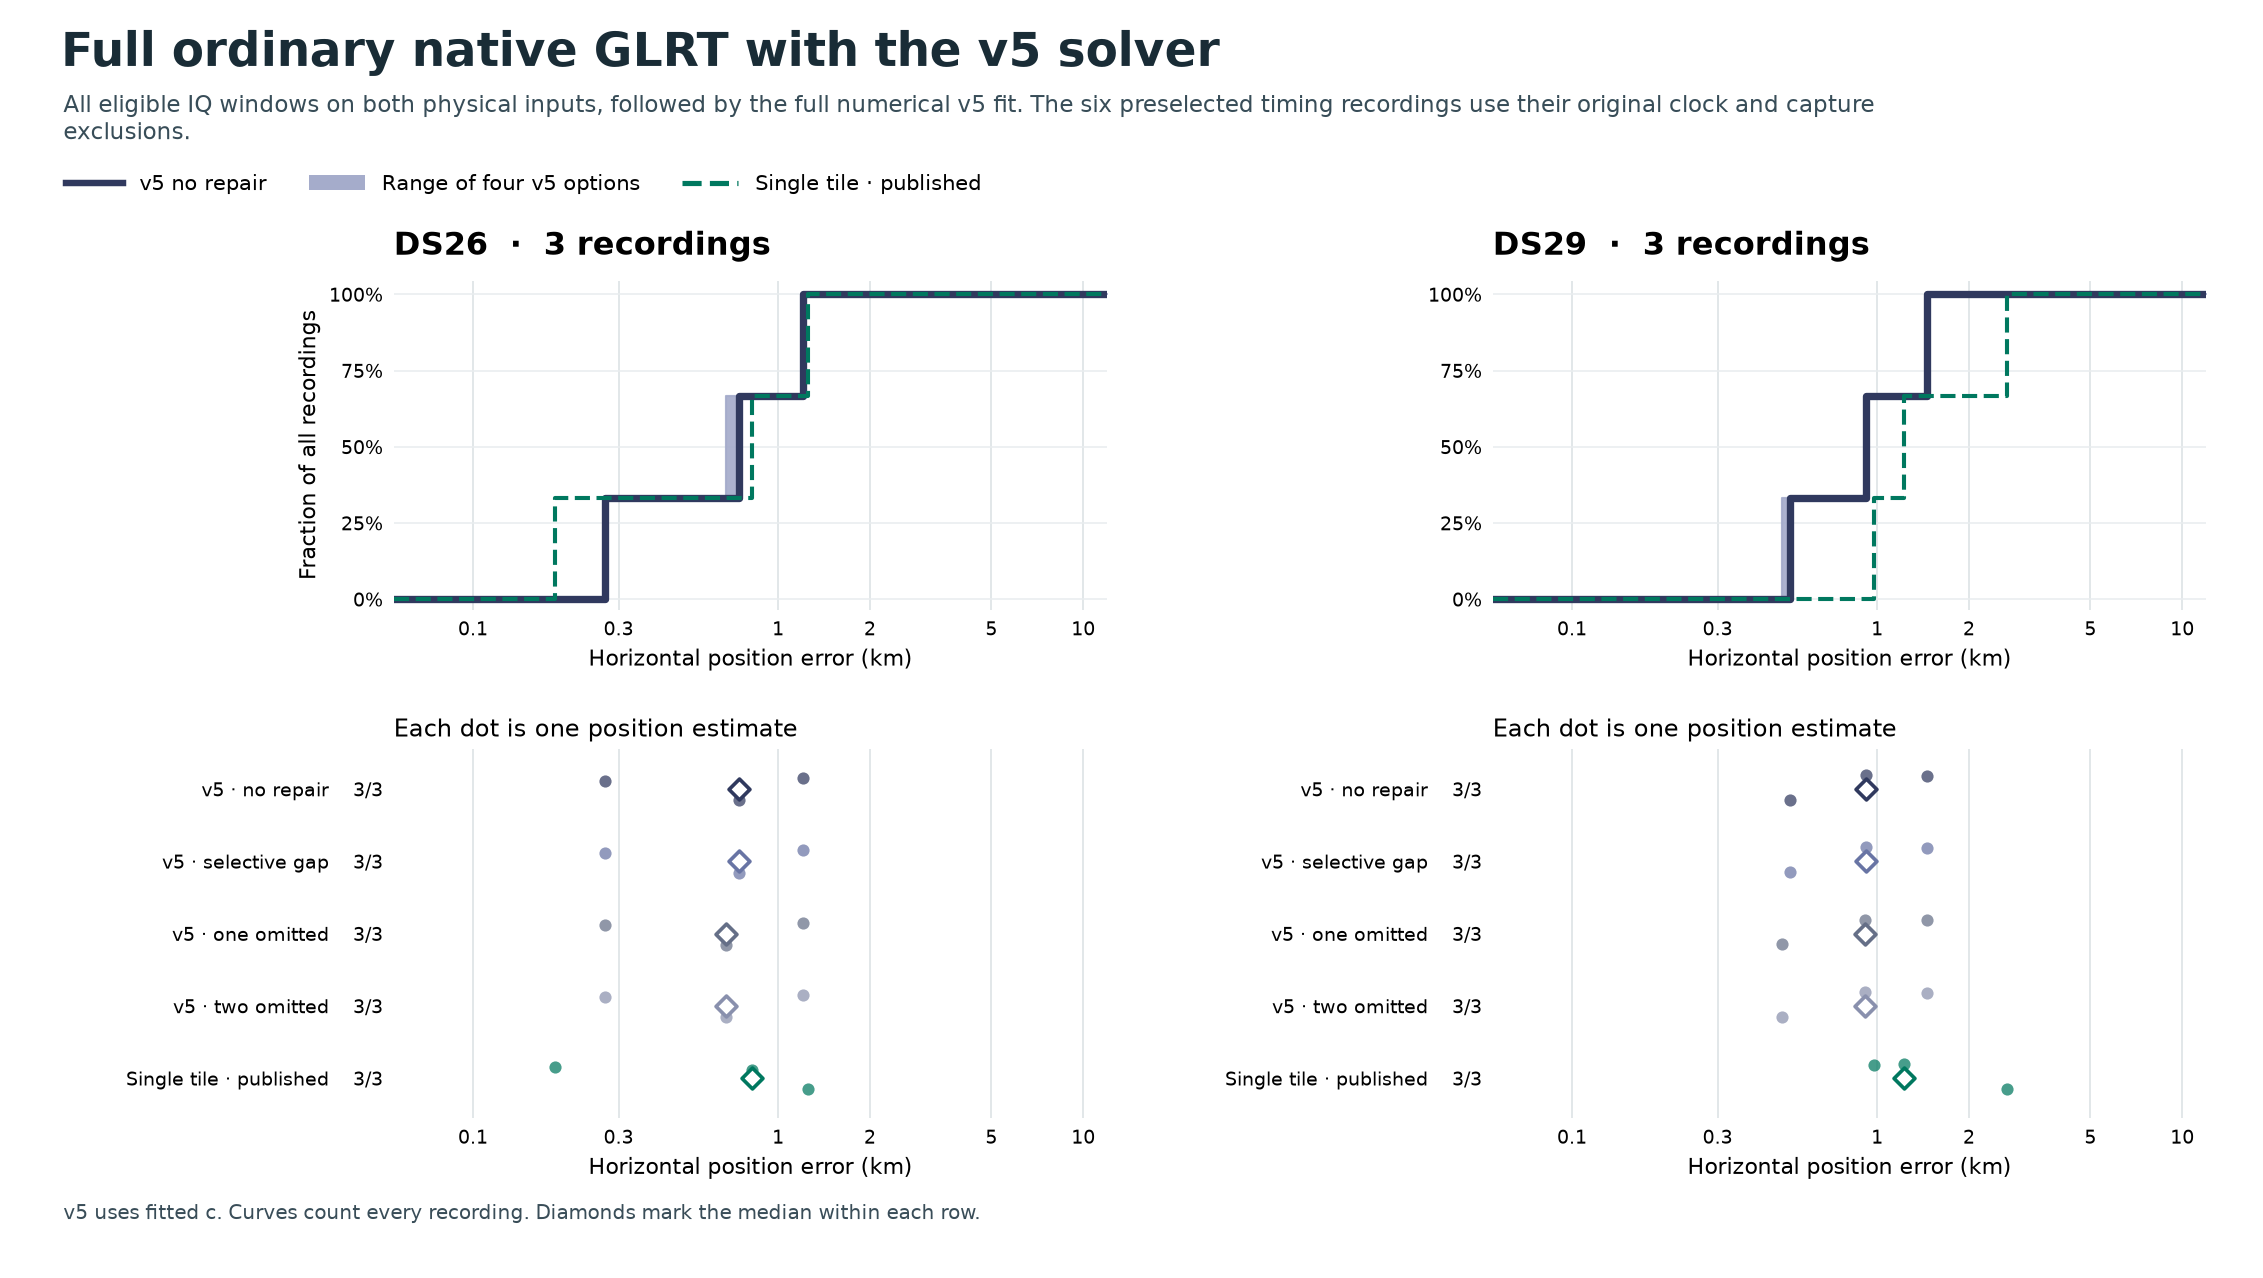 Full ordinary native GLRT with the v5 solver
All eligible IQ windows on both physical inputs, followed by the full numerical v5 fit. The six preselected timing recordings use their original clock and capture
exclusions.
v5 no repair
Range of four v5 options
Single tile · published
DS26 · 3 recordings
Fraction of all recordings
100%
75%
50%
25%
0%
0.1 0.3 1 2 5 10
Horizontal position error (km)
DS29 · 3 recordings
100%
75%
50%
25%
0%
0.1 0.3 1 2 5 10
Horizontal position error (km)
Each dot is one position estimate
v5 · no repair 3/3
v5 · selective gap 3/3
v5 · one omitted 3/3
v5 · two omitted 3/3
Single tile · published 3/3
0.1 0.3 1 2 5 10
Horizontal position error (km)
Each dot is one position estimate
v5 · no repair 3/3
v5 · selective gap 3/3
v5 · one omitted 3/3
v5 · two omitted 3/3
Single tile · published 3/3
0.1 0.3 1 2 5 10
Horizontal position error (km)
v5 uses fitted c. Curves count every recording. Diamonds mark the median within each row.